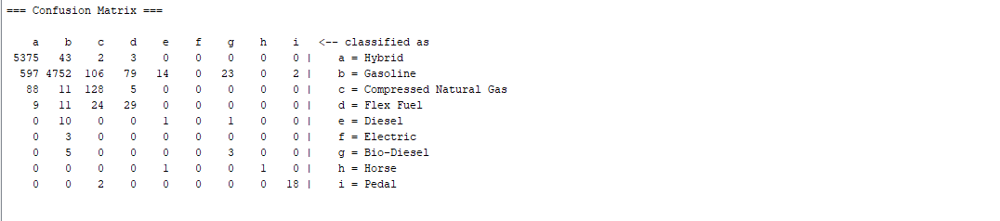 === Confusion Matrix ===
a b c d e f g h i <-- classified as
5375 43 2 3 0 0 0 0 0 | a = Hybrid
597 4752 106 79 14 0 23 0 2 | b = Gasoline
88 11 128 5 0 0 0 0 0 | c = Compressed Natural Gas
9 11 24 29 0 0 0 0 0 | d = Flex Fuel
0 10 0 0 1 0 1 0 0 | e = Diesel
0 3 0 0 0 0 0 0 0 | f = Electric
0 5 0 0 0 0 3 0 0 | g = Bio-Diesel
0 0 0 0 1 0 0 1 0 | h = Horse
0 0 2 0 0 0 0 0 18 | i = Pedal